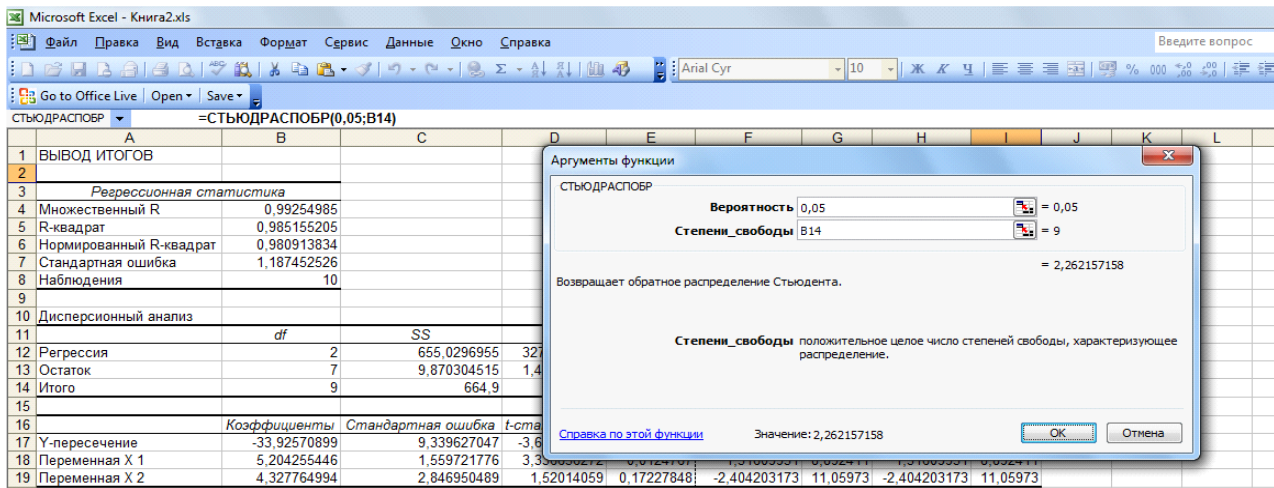 Microsoft Excel - Книга2.xls
Файл Правка Вид Вставка Формат Сервис Данные Окно Справка Введите вопрос
Arial Cyr 10 Ж К Ч % 000
Go to Office Live Open Save
СТЬЮДРАСПОБР =СТЬЮДРАСПОБР(0,05;B14)
A B C D E F G H I J K L
1 ВЫВОД ИТОГОВ
2
3 Регрессионная статистика
4 Множественный R 0,99254985
5 R-квадрат 0,985155205
6 Нормированный R-квадрат 0,980913834
7 Стандартная ошибка 1,187452526
8 Наблюдения 10
9
10 Дисперсионный анализ
11 df SS
12 Регрессия 2 655,0296955 327
13 Остаток 7 9,870304515 1,4
14 Итого 9 664,9
15
16 Коэффициенты Стандартная ошибка t-ста
17 Y-пересечение -33,92570899 9,339627047 -3,6
18 Переменная X 1 5,204255446 1,559721776
19 Переменная X 2 4,327764994 2,846950489 1,52014059 0,17227848 -2,404203173 11,05973 -2,404203173 11,05973
Аргументы функции
СТЬЮДРАСПОБР
Вероятность 0,05 = 0,05
Степени_свободы B14 = 9
= 2,262157158
Возвращает обратное распределение Стьюдента.
Степени_свободы положительное целое число степеней свободы, характеризующее
распределение.
Справка по этой функции Значение: 2,262157158 OK Отмена